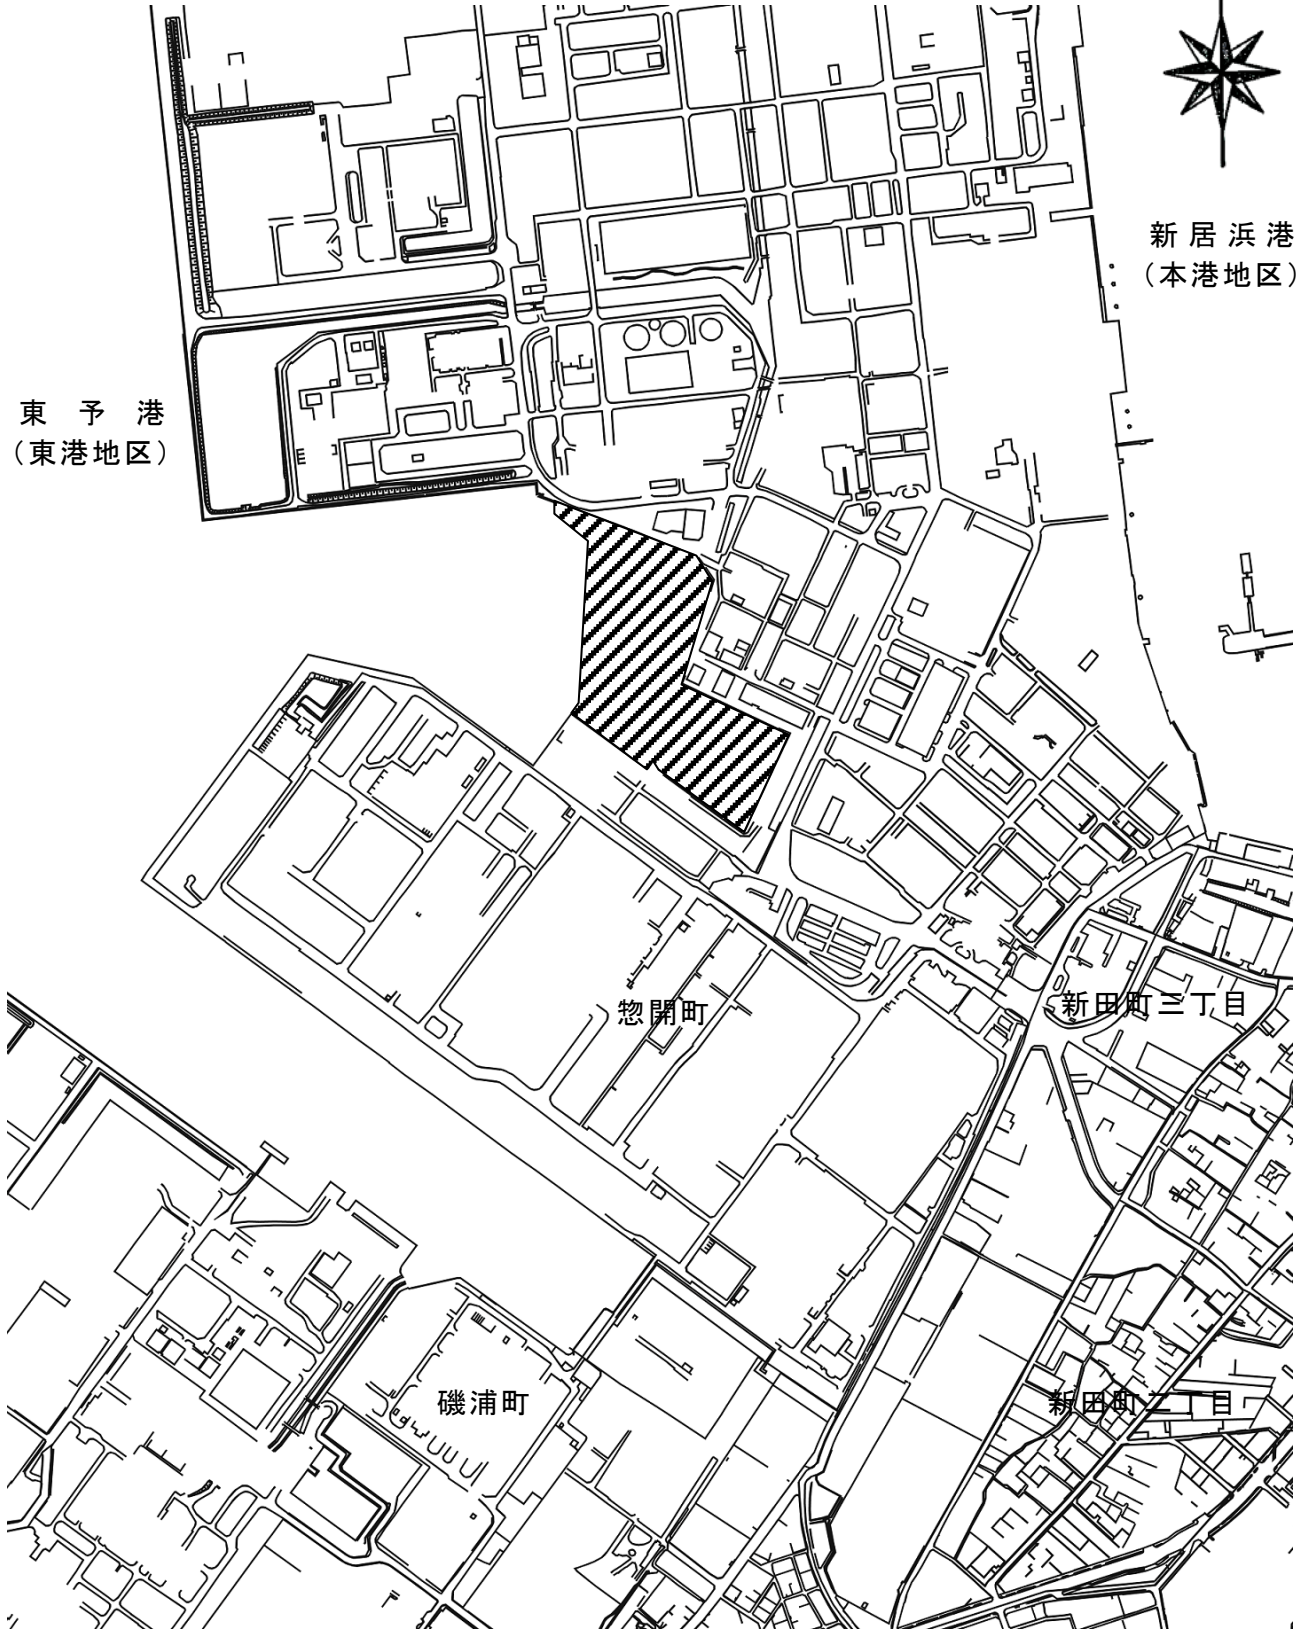 新居浜港
（本港地区）
東予港
（東港地区）
惣開町
新田町三丁目
磯浦町
新田町二丁目